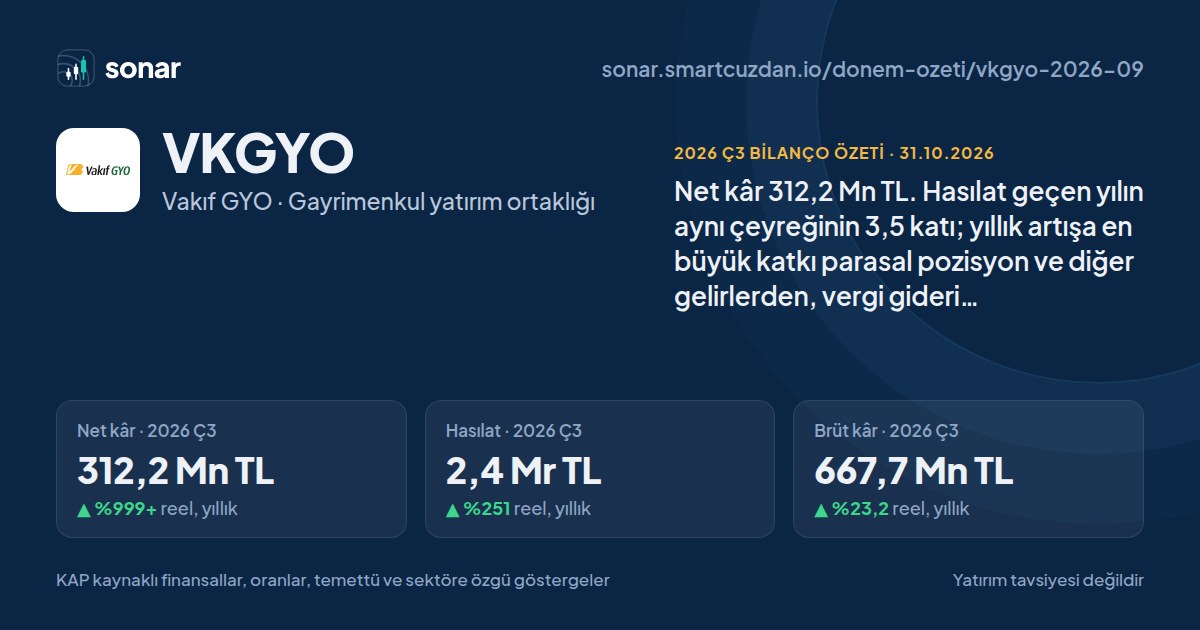 sonar
sonar.smartcuzdan.io/donem-ozeti/vkgyo-2026-09
Vakıf GYO
VKGYO
Vakıf GYO · Gayrimenkul yatırım ortaklığı
2026 Ç3 BİLANÇO ÖZETİ · 31.10.2026
Net kâr 312,2 Mn TL. Hasılat geçen yılın
aynı çeyreğinin 3,5 katı; yıllık artışa en
büyük katkı parasal pozisyon ve diğer
gelirlerden, vergi gideri…
Net kâr · 2026 Ç3
312,2 Mn TL
▲ %999+ reel, yıllık
Hasılat · 2026 Ç3
2,4 Mr TL
▲ %251 reel, yıllık
Brüt kâr · 2026 Ç3
667,7 Mn TL
▲ %23,2 reel, yıllık
KAP kaynaklı finansallar, oranlar, temettü ve sektöre özgü göstergeler
Yatırım tavsiyesi değildir